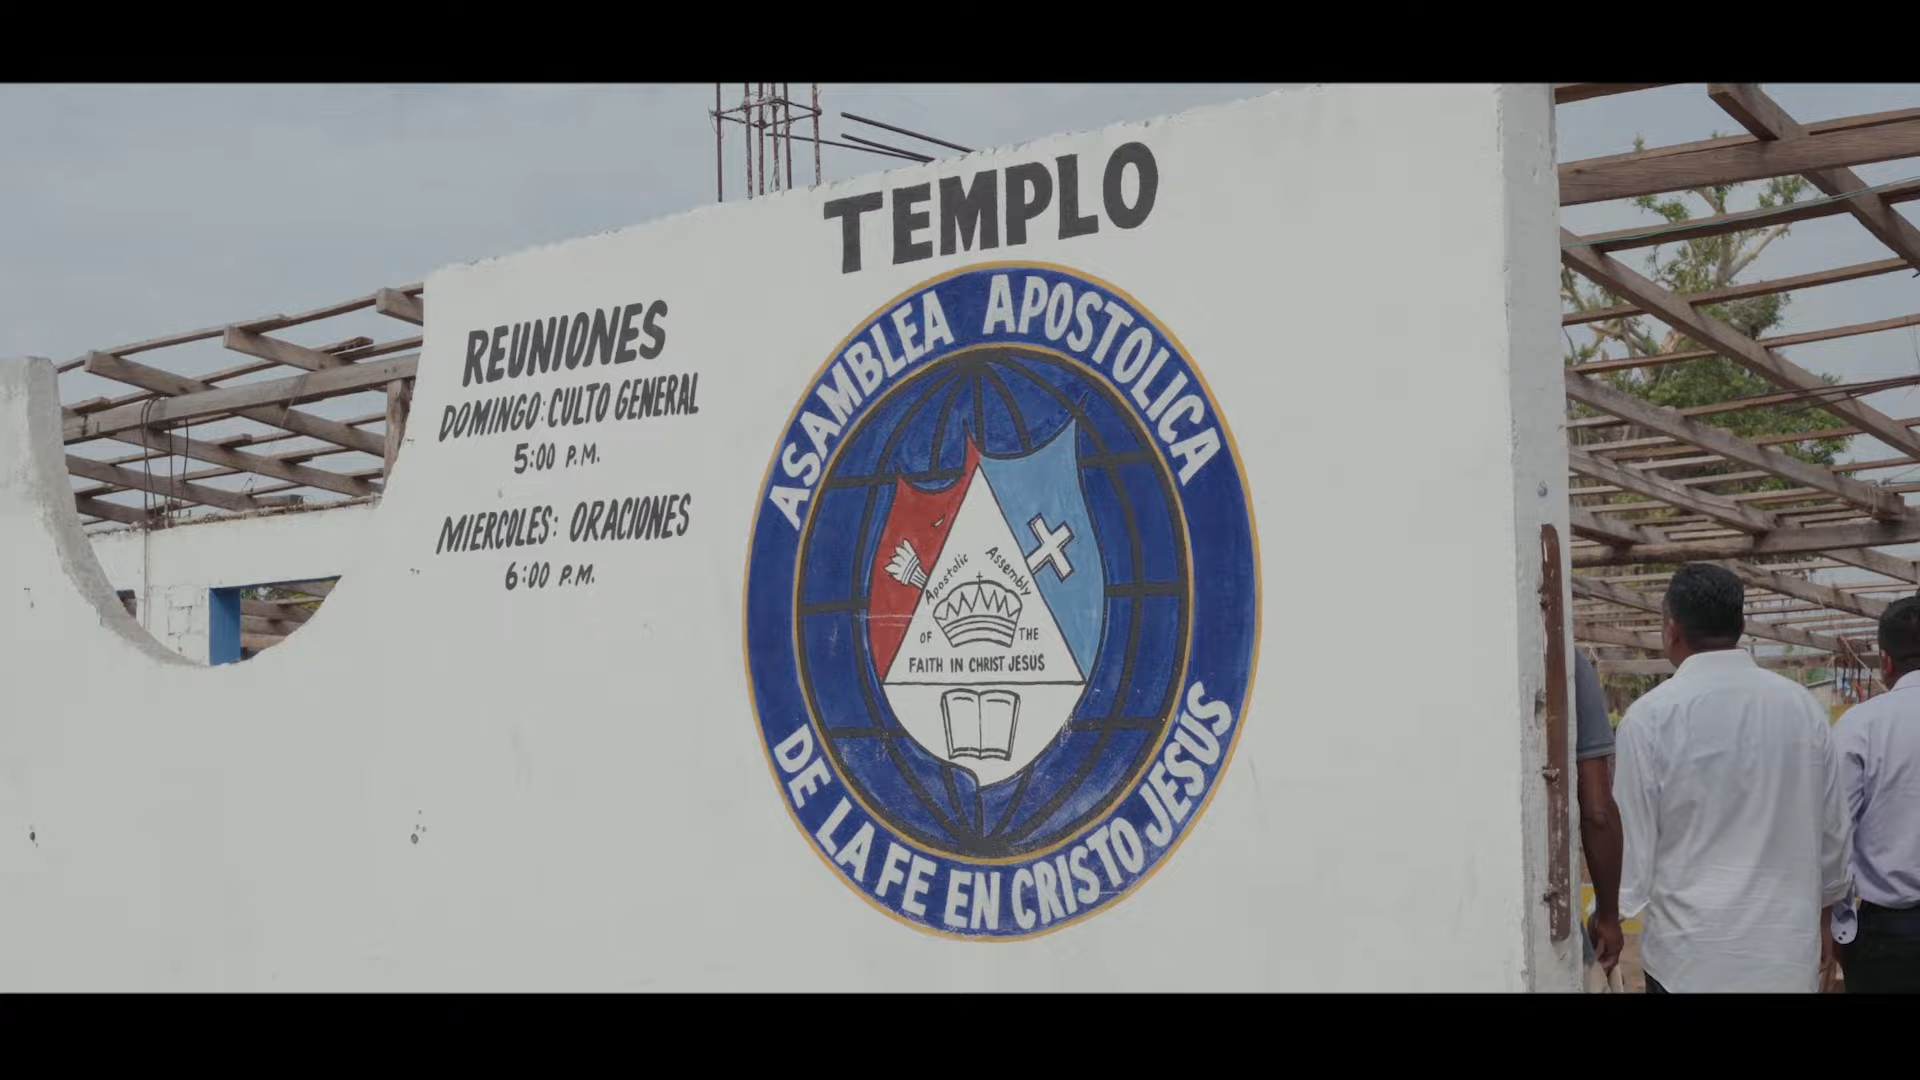 TEMPLO
REUNIONES
DOMINGO: CULTO GENERAL
5:00 P.M.
MIERCOLES: ORACIONES
6:00 P.M.
ASAMBLEA APOSTOLICA
DE LA FE EN CRISTO JESÚS
Apostolic Assembly
OF THE
FAITH IN CHRIST JESUS